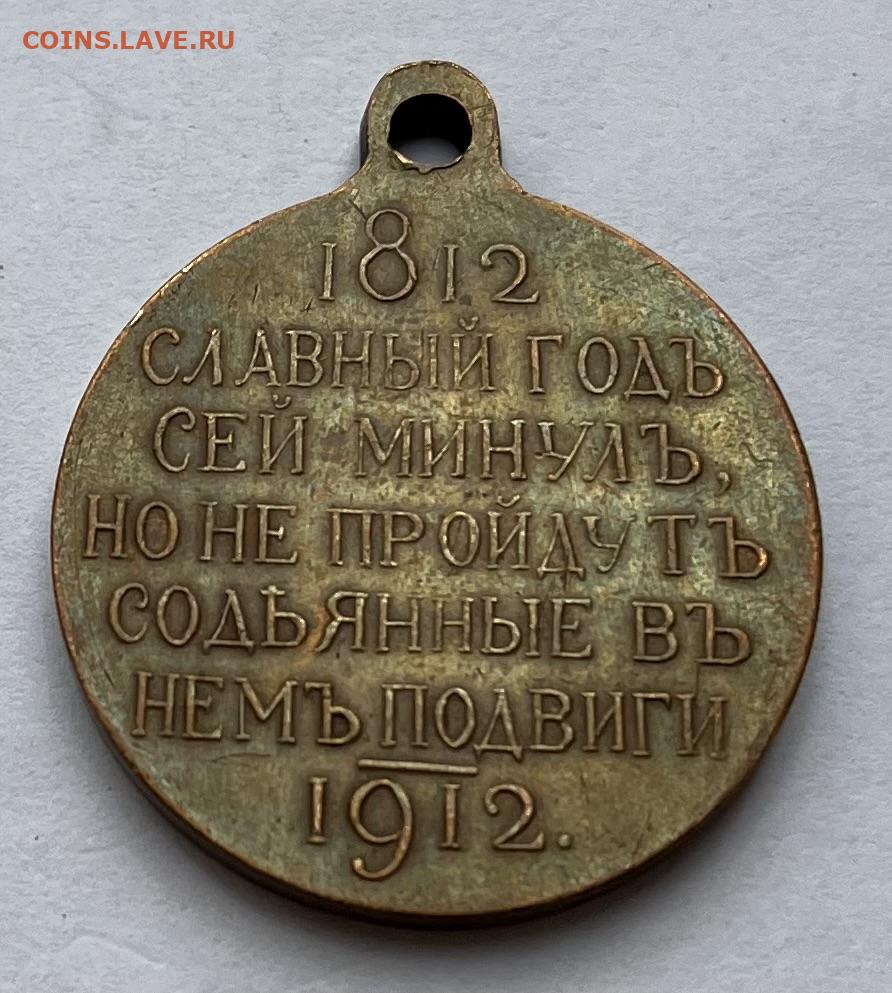 COINS.LAVE.RU
1812
СЛАВНЫЙ ГОДЪ
СЕЙ МИНУЛЪ,
НО НЕ ПРОЙДУТЪ
СОДѢЯННЫЕ ВЪ
НЕМЪ ПОДВИГИ
1912.